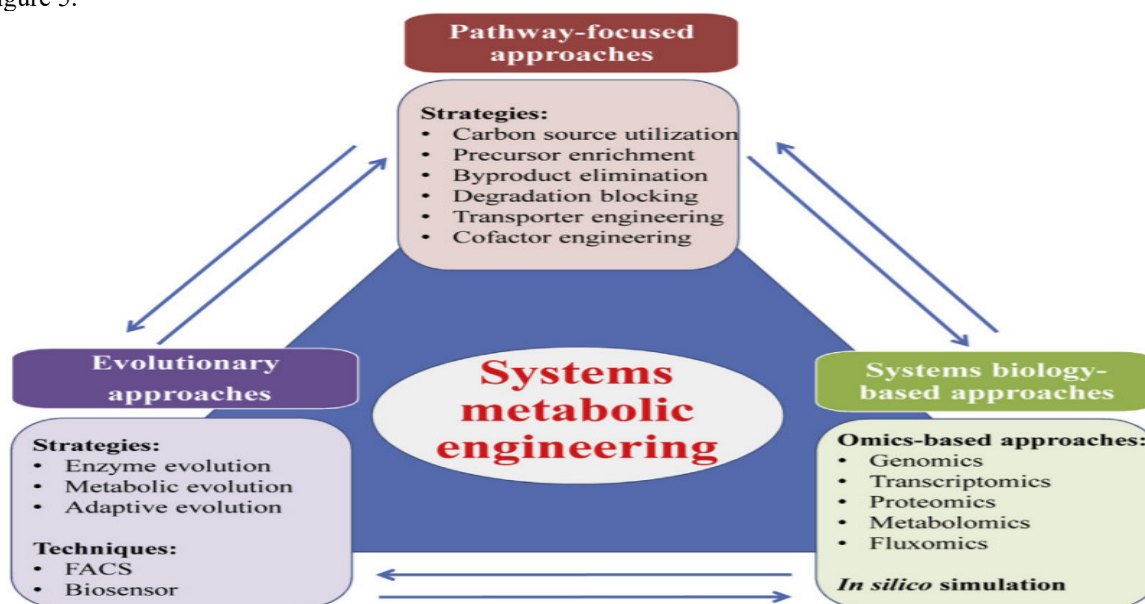 igure 5.
Pathway-focused
approaches
Strategies:
• Carbon source utilization
• Precursor enrichment
• Byproduct elimination
• Degradation blocking
• Transporter engineering
• Cofactor engineering
Evolutionary
approaches
Strategies:
• Enzyme evolution
• Metabolic evolution
• Adaptive evolution
Techniques:
• FACS
• Biosensor
Systems
metabolic
engineering
Systems biology-
based approaches
Omics-based approaches:
• Genomics
• Transcriptomics
• Proteomics
• Metabolomics
• Fluxomics
In silico simulation